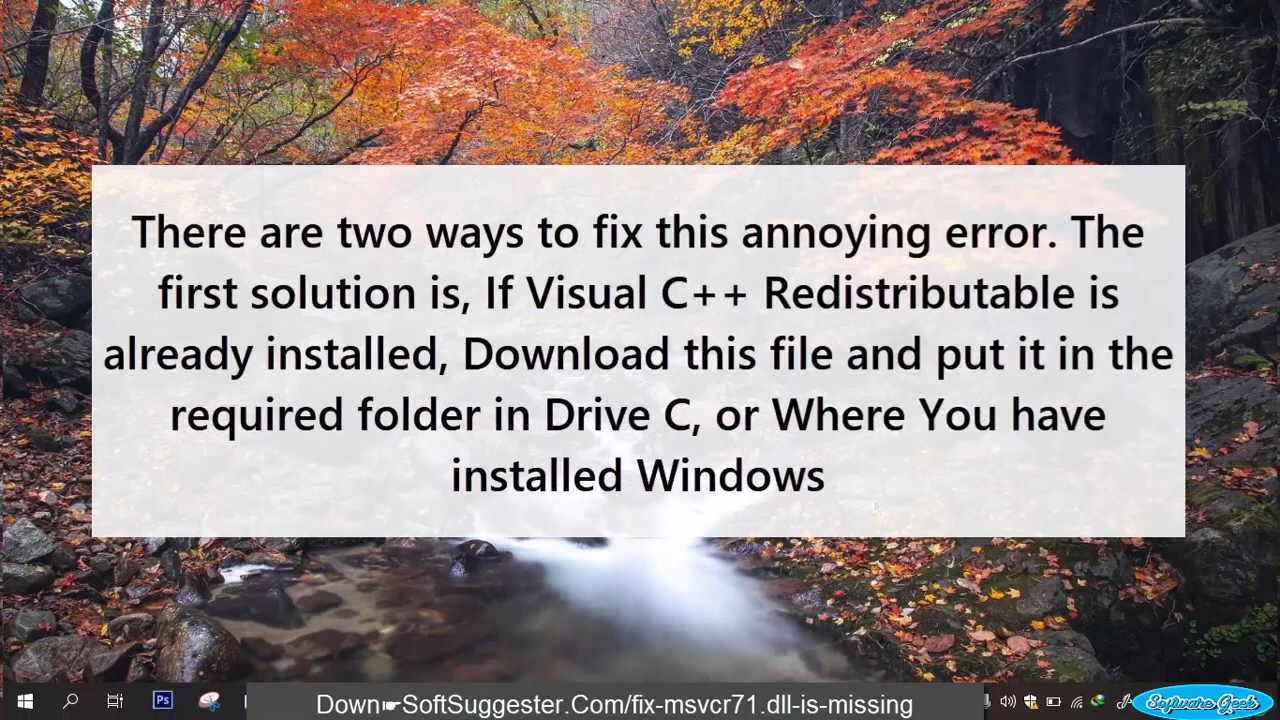 There are two ways to fix this annoying error. The
first solution is, If Visual C++ Redistributable is
already installed, Download this file and put it in the
required folder in Drive C, or Where You have
installed Windows
Ps
Down☛SoftSuggester.Com/fix-msvcr71.dll-is-missing
Software Geek